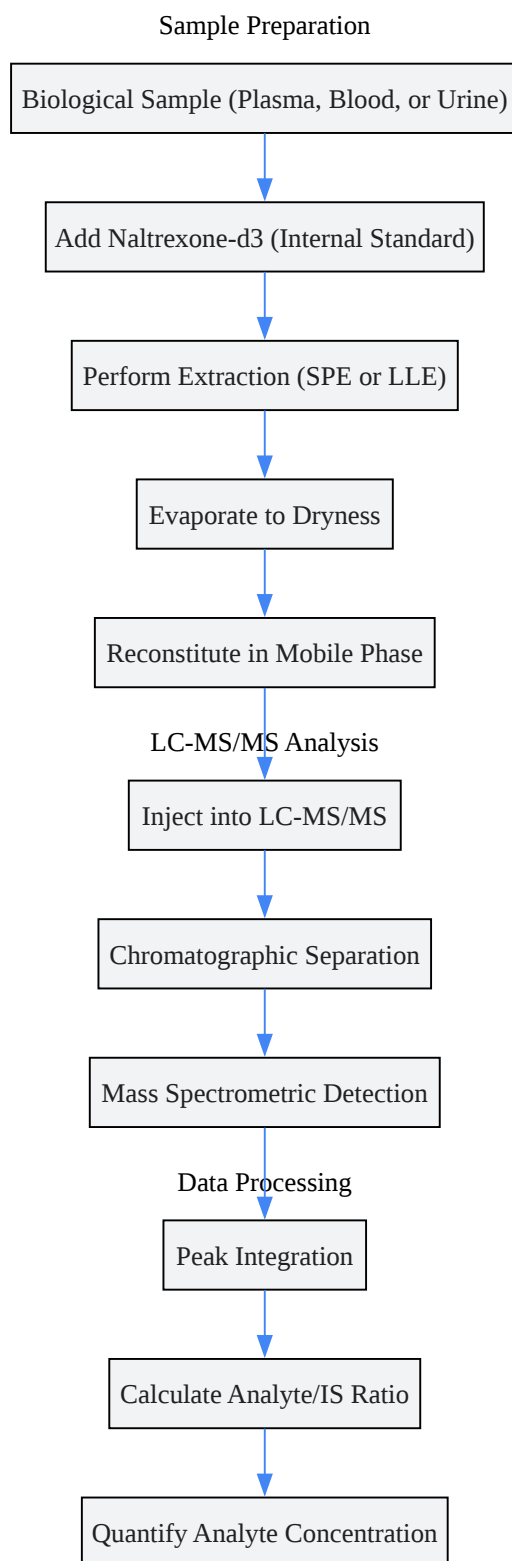 Sample Preparation
Biological Sample (Plasma, Blood, or Urine)
Add Naltrexone-d3 (Internal Standard)
Perform Extraction (SPE or LLE)
Evaporate to Dryness
Reconstitute in Mobile Phase
LC-MS/MS Analysis
Inject into LC-MS/MS
Chromatographic Separation
Mass Spectrometric Detection
Data Processing
Peak Integration
Calculate Analyte/IS Ratio
Quantify Analyte Concentration